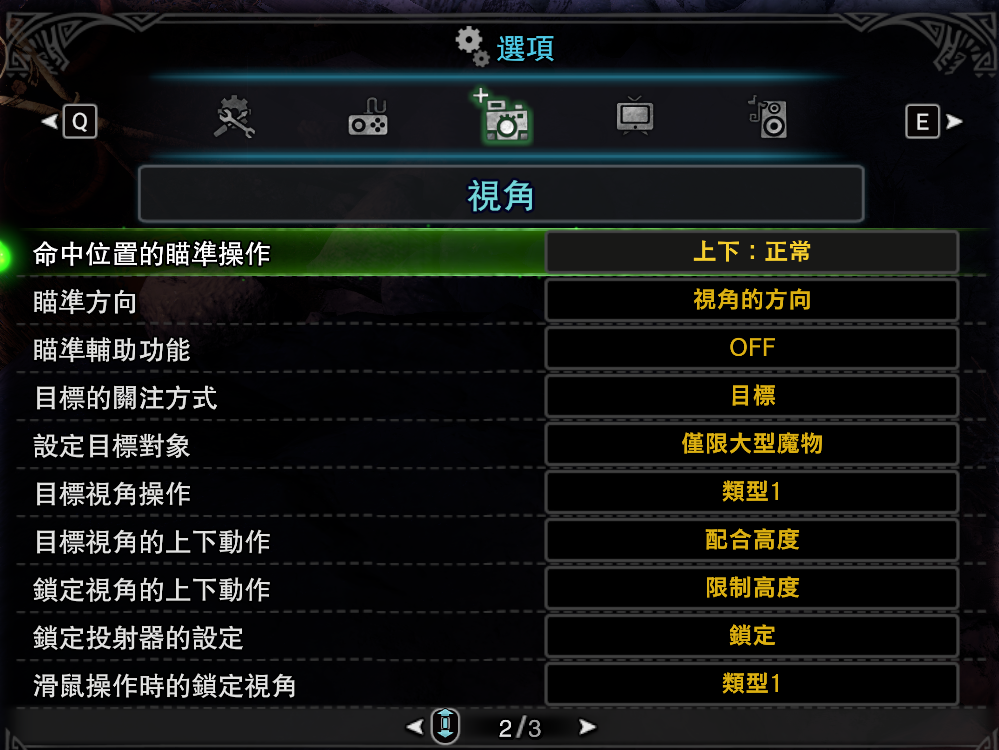 選項
Q
E
視角
命中位置的瞄準操作 上下：正常
瞄準方向 視角的方向
瞄準輔助功能 OFF
目標的關注方式 目標
設定目標對象 僅限大型魔物
目標視角操作 類型1
目標視角的上下動作 配合高度
鎖定視角的上下動作 限制高度
鎖定投射器的設定 鎖定
滑鼠操作時的鎖定視角 類型1
2/3